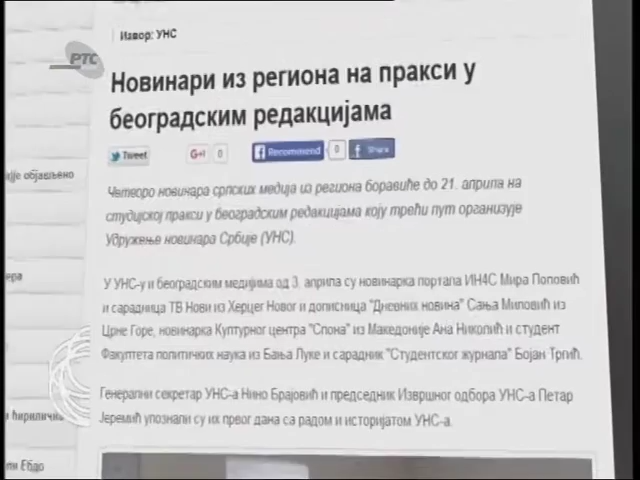 Извор: УНС
РТС
Новинари из региона на пракси у
београдским редакцијама
Tweet
G+1 0
Recommend 0
Share
објашњено
Четворо новинара српских медија из региона боравиће до 21. априла на
студијској пракси у београдским редакцијама коју трећи пут организује
Удружење новинара Србије (УНС).
У УНС-у и београдским медијима од 3. априла су новинарка портала ИН4С Мира Поповић
и сарадница ТВ Нови из Херцег Новог и дописница "Дневних новина" Сања Миловић из
Црне Горе, новинарка Културног центра "Спона" из Македоније Ана Николић и студент
Факултета политичких наука из Бања Луке и сарадник "Студентског журнала" Бојан Тргић.
Генерални секретар УНС-а Нино Брајовић и председник Извршног одбора УНС-а Петар
Јеремић упознали су их првог дана са радом и историјатом УНС-а.